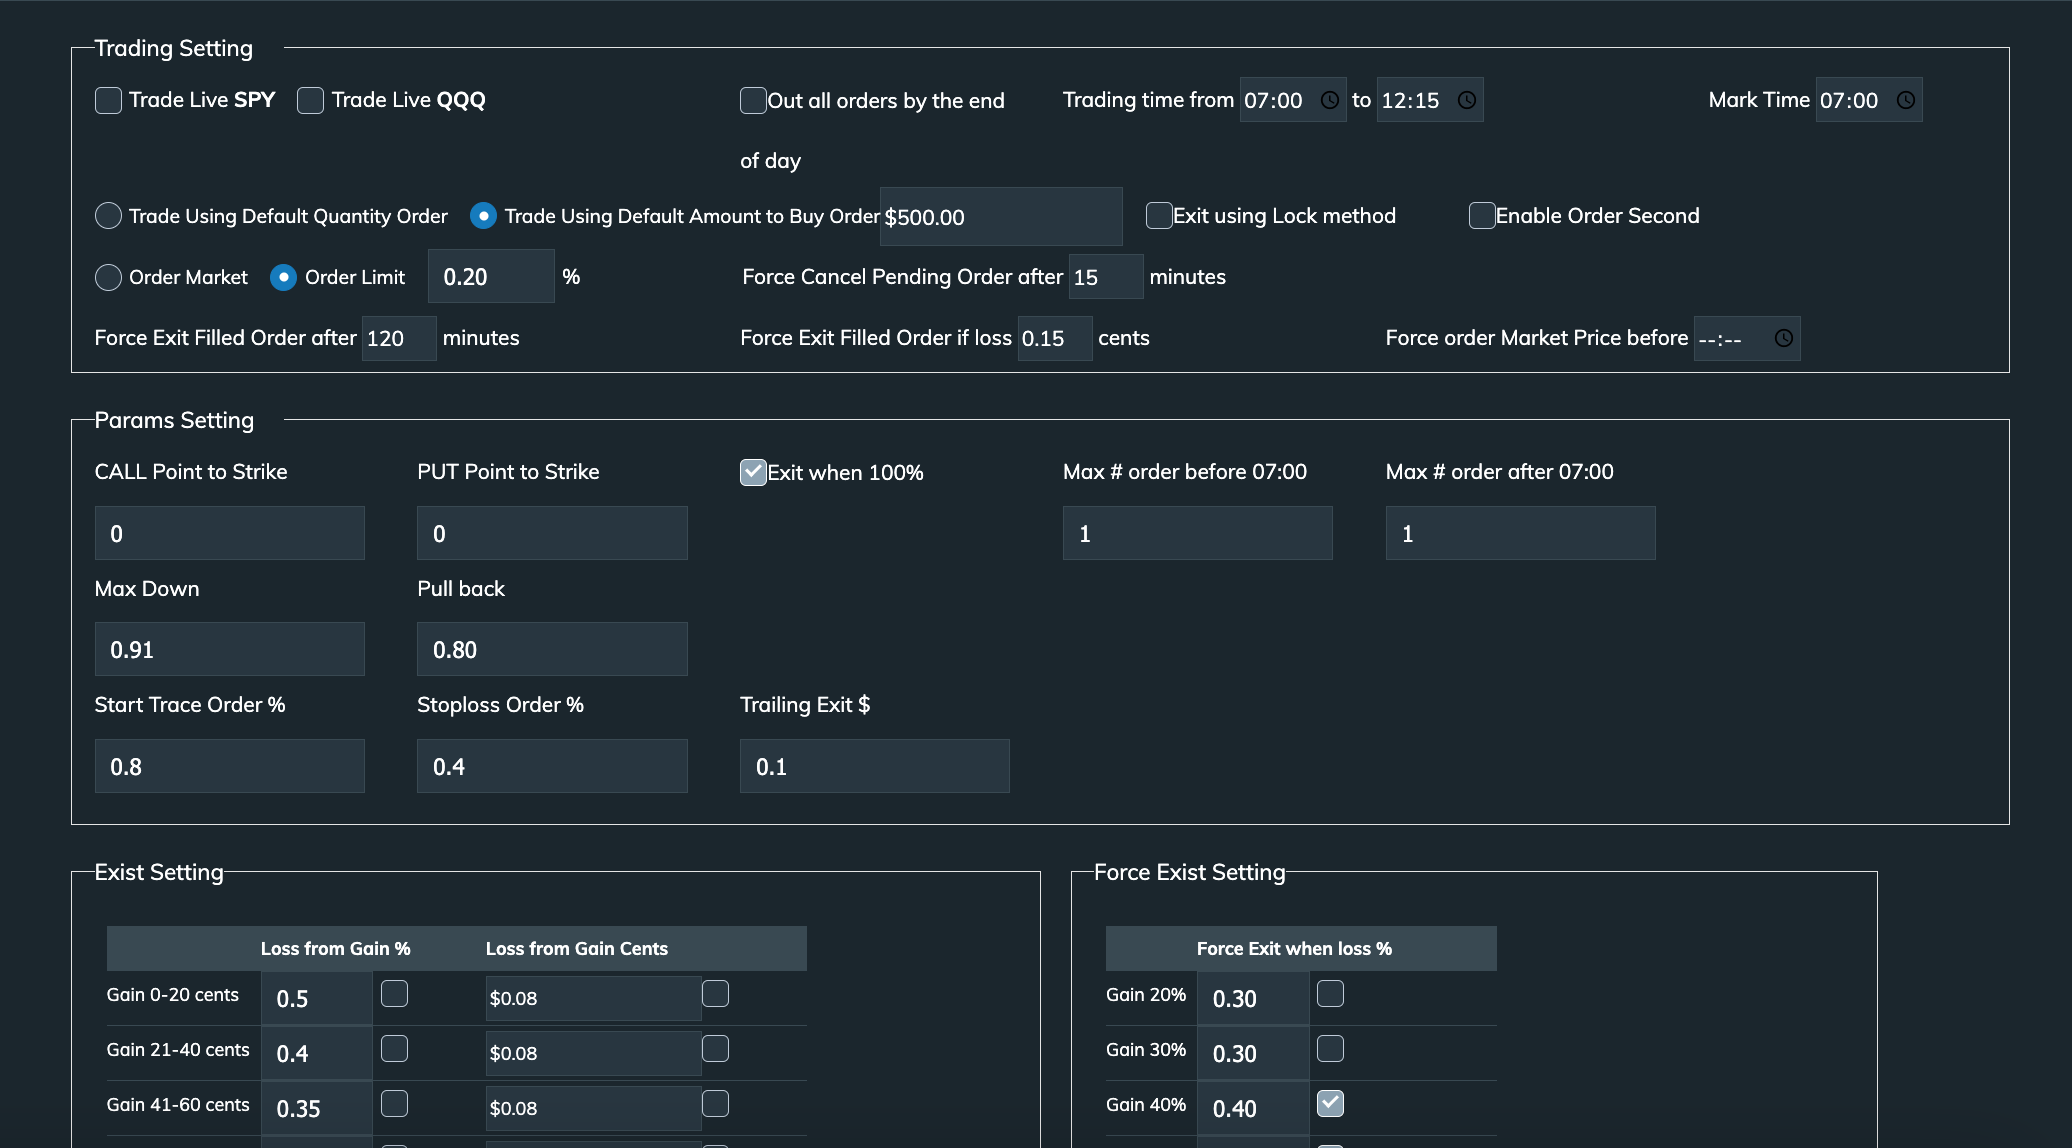 Trading Setting
Trade Live SPY Trade Live QQQ Out all orders by the end of day Trading time from 07:00 to 12:15 Mark Time 07:00
Trade Using Default Quantity Order Trade Using Default Amount to Buy Order $500.00 Exit using Lock method Enable Order Second
Order Market Order Limit 0.20 % Force Cancel Pending Order after 15 minutes
Force Exit Filled Order after 120 minutes Force Exit Filled Order if loss 0.15 cents Force order Market Price before --:--
Params Setting
CALL Point to Strike PUT Point to Strike Exit when 100% Max # order before 07:00 Max # order after 07:00
0 0 1 1
Max Down Pull back
0.91 0.80
Start Trace Order % Stoploss Order % Trailing Exit $
0.8 0.4 0.1
Exist Setting
Loss from Gain % Loss from Gain Cents
Gain 0-20 cents 0.5 $0.08
Gain 21-40 cents 0.4 $0.08
Gain 41-60 cents 0.35 $0.08
Force Exist Setting
Force Exit when loss %
Gain 20% 0.30
Gain 30% 0.30
Gain 40% 0.40